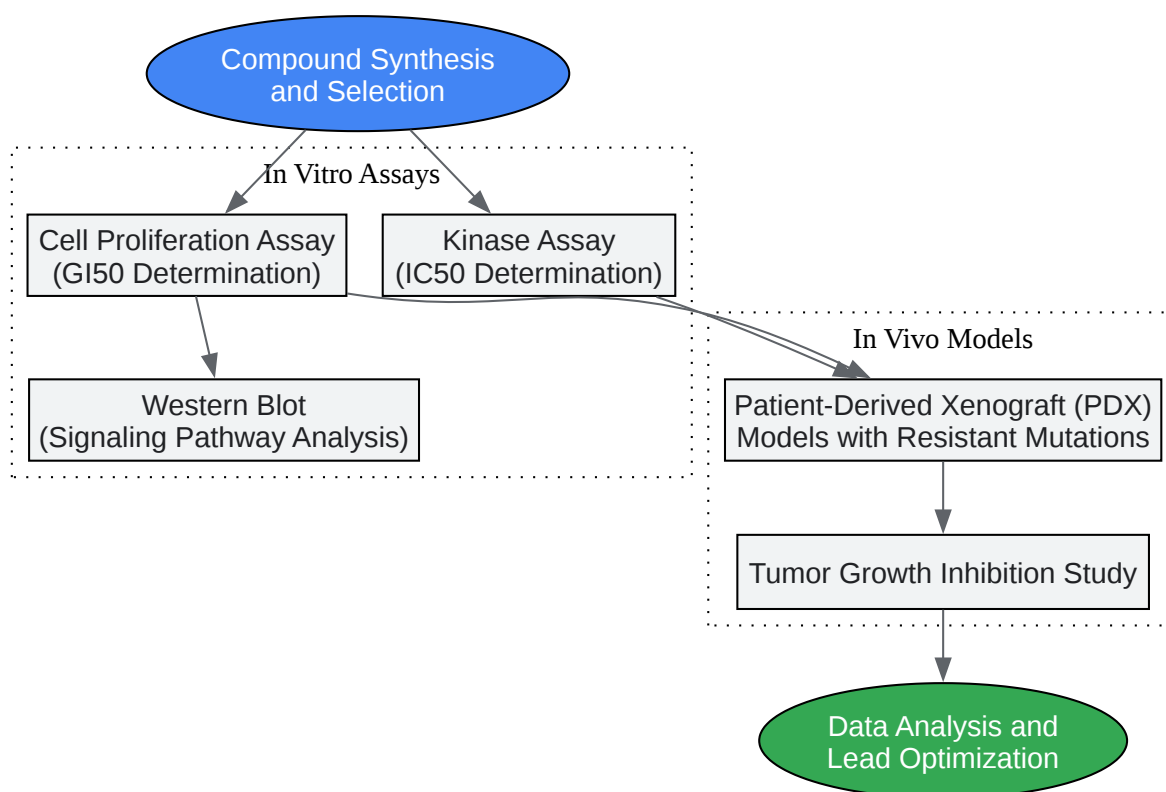 Compound Synthesis
and Selection
In Vitro Assays
Cell Proliferation Assay
(GI50 Determination)
Kinase Assay
(IC50 Determination)
In Vivo Models
Western Blot
(Signaling Pathway Analysis)
Patient-Derived Xenograft (PDX)
Models with Resistant Mutations
Tumor Growth Inhibition Study
Data Analysis and
Lead Optimization